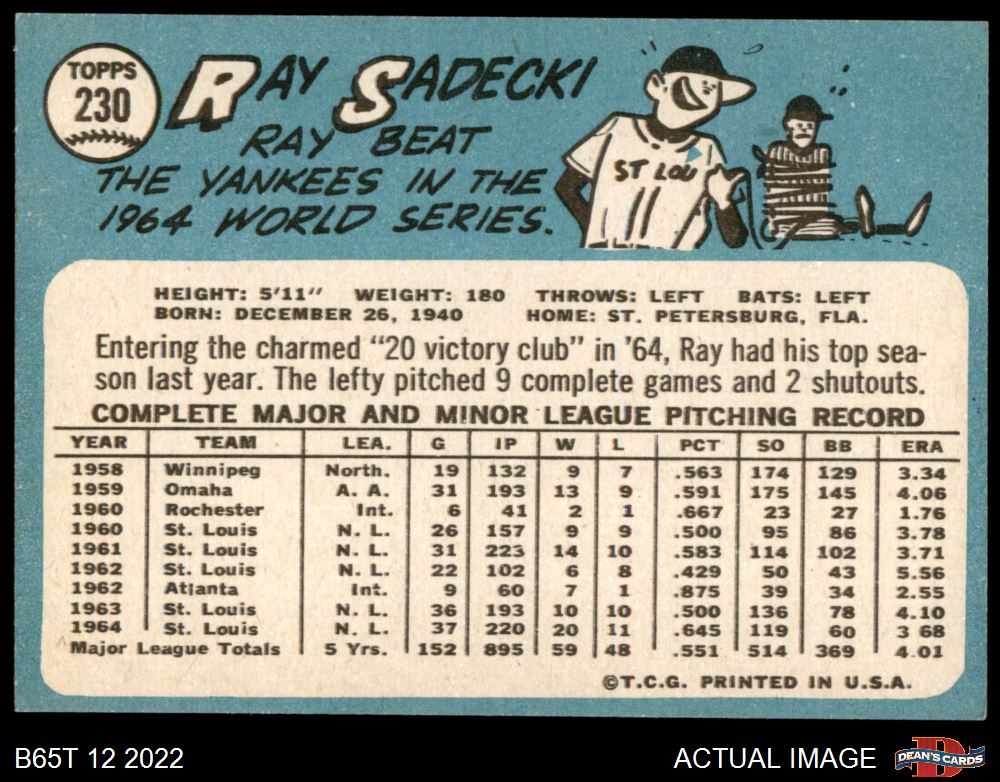 TOPPS
230
RAY SADECKI
RAY BEAT
THE YANKEES IN THE
1964 WORLD SERIES.
ST LOU
HEIGHT: 5'11" WEIGHT: 180 THROWS: LEFT BATS: LEFT
BORN: DECEMBER 26, 1940 HOME: ST. PETERSBURG, FLA.
Entering the charmed "20 victory club" in '64, Ray had his top sea-
son last year. The lefty pitched 9 complete games and 2 shutouts.
COMPLETE MAJOR AND MINOR LEAGUE PITCHING RECORD
YEAR TEAM LEA. G IP W L PCT SO BB ERA
1958 Winnipeg North. 19 132 9 7 .563 174 129 3.34
1959 Omaha A. A. 31 193 13 9 .591 175 145 4.06
1960 Rochester Int. 6 41 2 1 .667 23 27 1.76
1960 St. Louis N. L. 26 157 9 9 .500 95 86 3.78
1961 St. Louis N. L. 31 223 14 10 .583 114 102 3.71
1962 St. Louis N. L. 22 102 6 8 .429 50 43 5.56
1962 Atlanta Int. 9 60 7 1 .875 39 34 2.55
1963 St. Louis N. L. 36 193 10 10 .500 136 78 4.10
1964 St. Louis N. L. 37 220 20 11 .645 119 60 3 68
Major League Totals 5 Yrs. 152 895 59 48 .551 514 369 4.01
©T.C.G. PRINTED IN U.S.A.
B65T 12 2022 ACTUAL IMAGE D DEAN'S CARDS